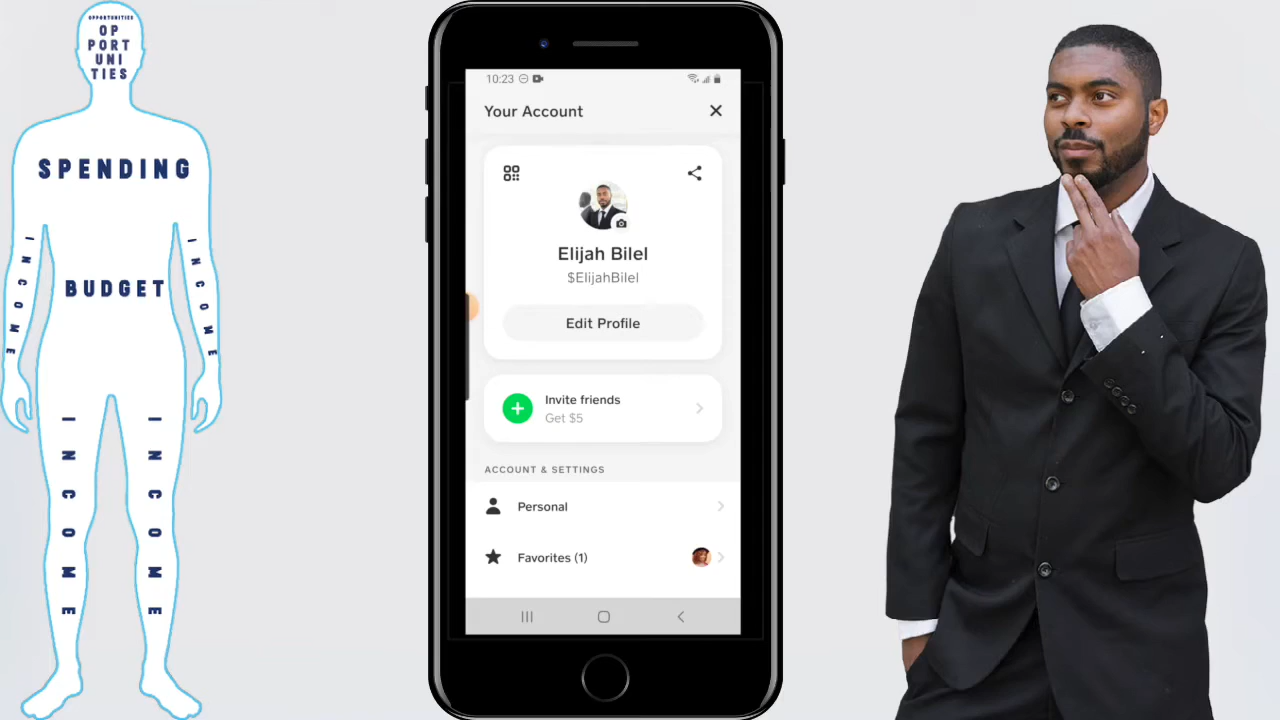 OPPORTUNITIES
OP
PORT
UNI
TIES
SPENDING
INCOME
INCOME
BUDGET
INCOME
INCOME
10:23
Your Account
Elijah Bilel
$ElijahBilel
Edit Profile
Invite friends
Get $5
ACCOUNT & SETTINGS
Personal
Favorites (1)